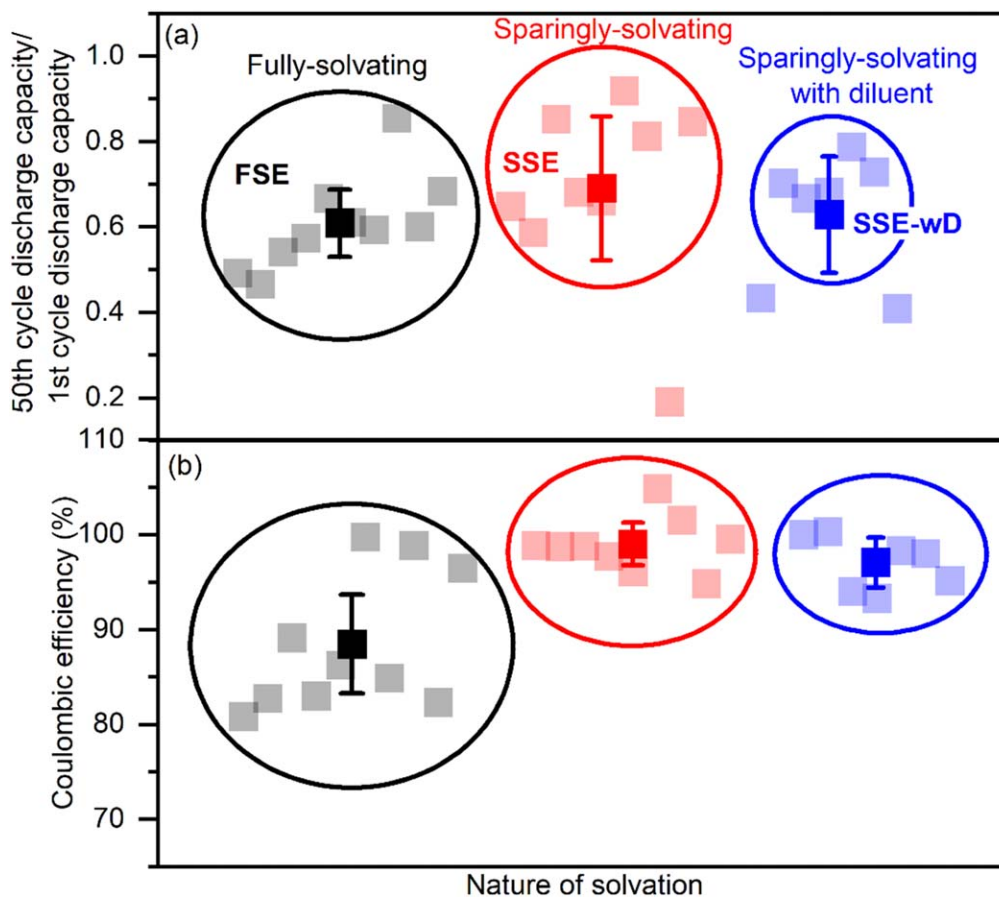 (a)
Fully-solvating
Sparingly-solvating
Sparingly-solvating
with diluent
FSE
SSE
SSE-wD
50th cycle discharge capacity/
1st cycle discharge capacity
1.0
0.8
0.6
0.4
0.2
110
(b)
Coulombic efficiency (%)
100
90
80
70
Nature of solvation